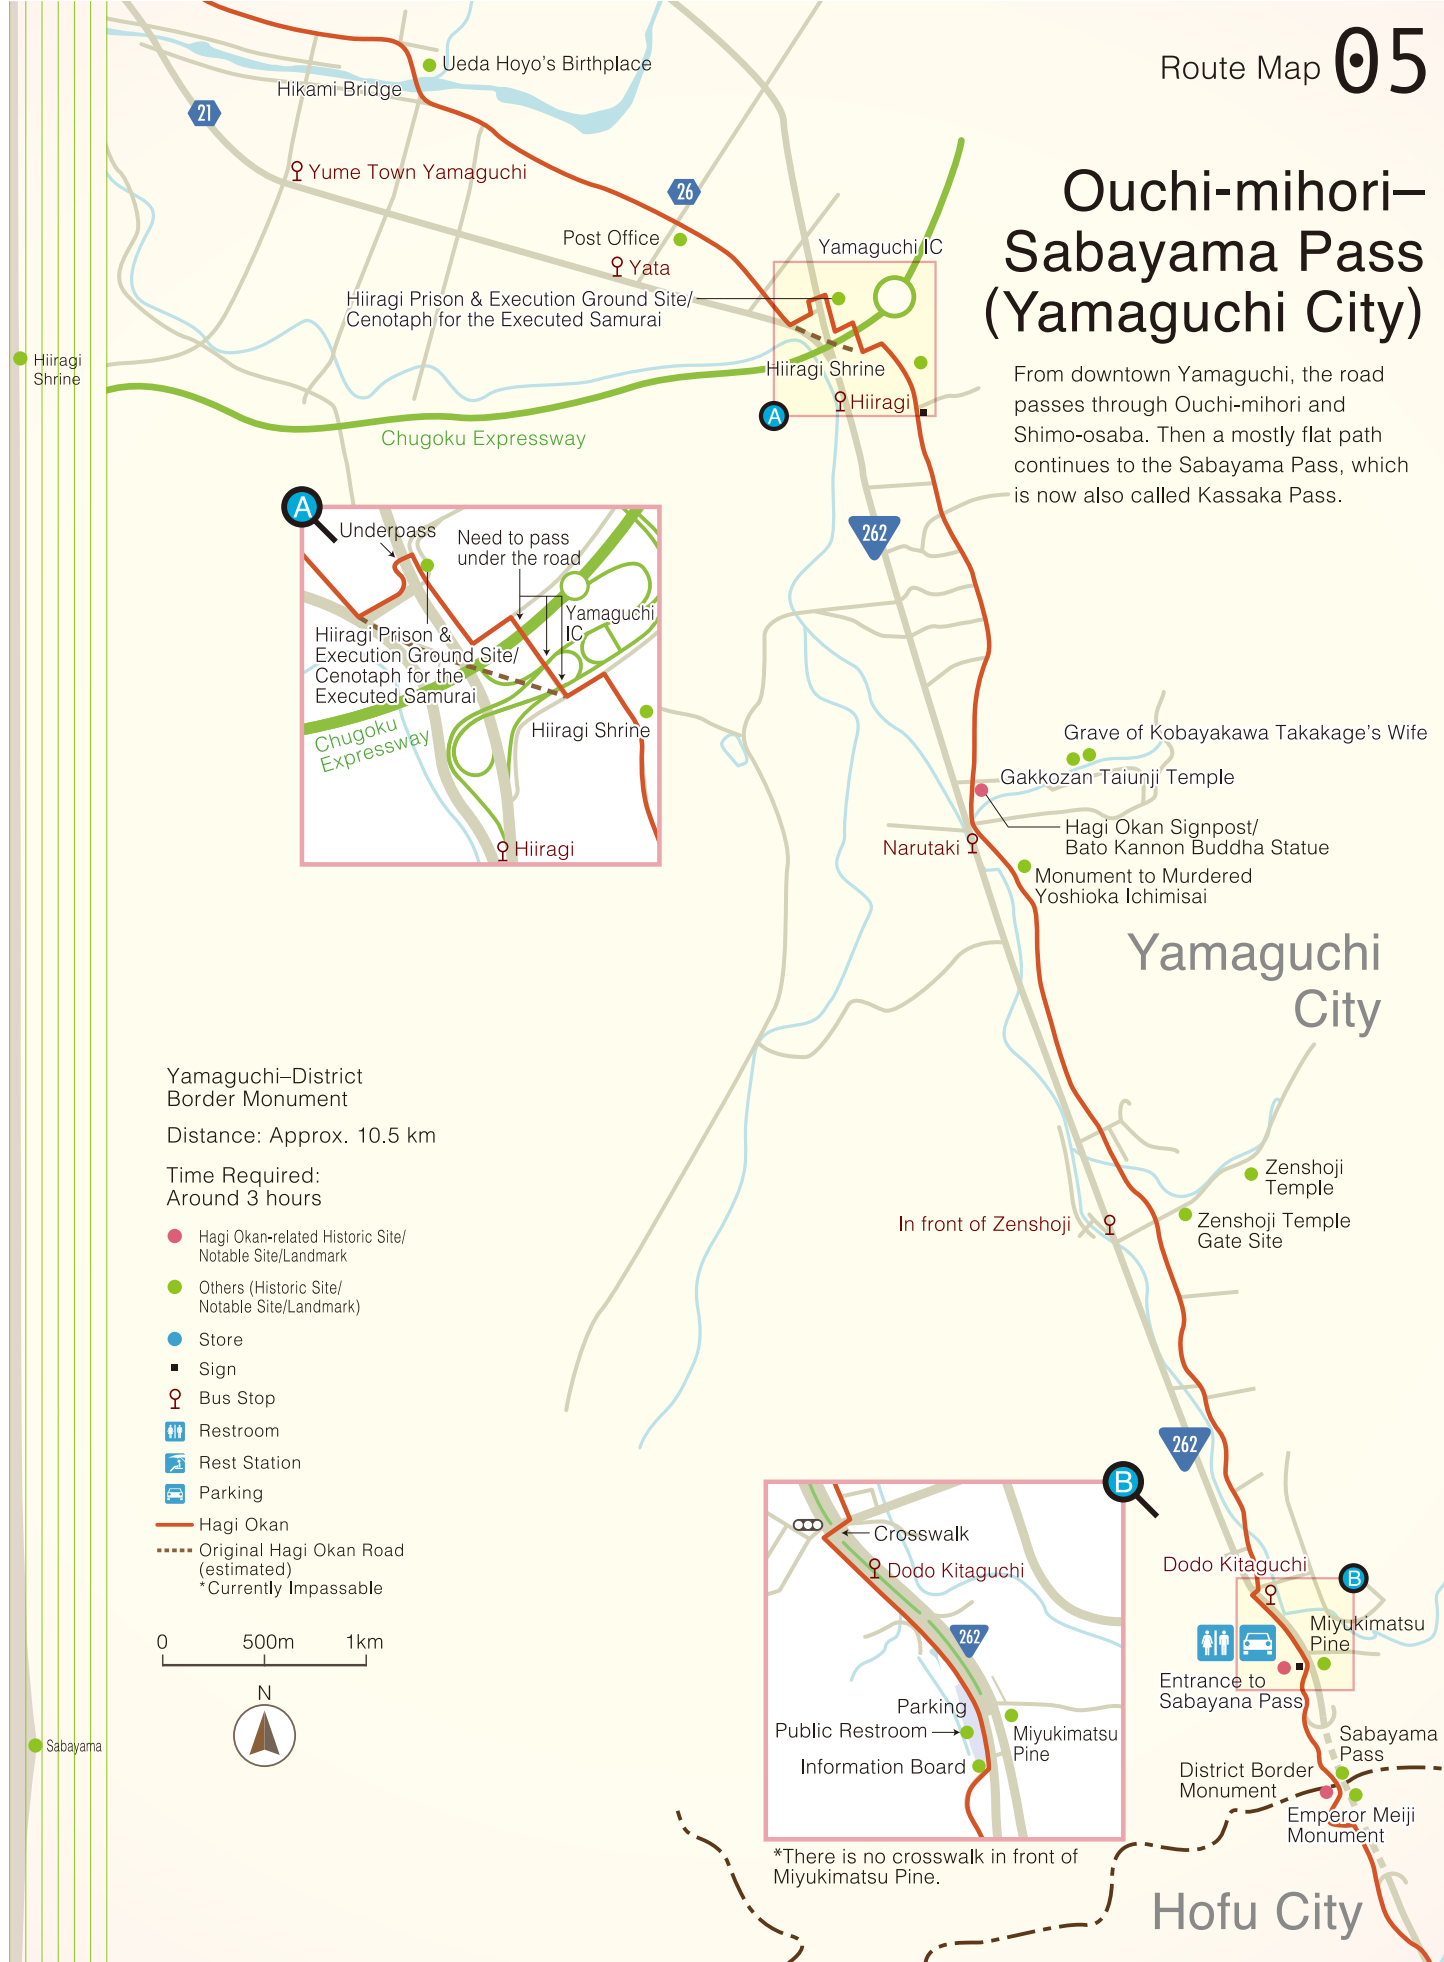 Route Map 05
Ouchi-mihori–
Sabayama Pass
(Yamaguchi City)
From downtown Yamaguchi, the road
passes through Ouchi-mihori and
Shimo-osaba. Then a mostly flat path
continues to the Sabayama Pass, which
is now also called Kassaka Pass.
Ueda Hoyo's Birthplace
Hikami Bridge
21
Yume Town Yamaguchi
26
Post Office
Yata
Yamaguchi IC
Hiiragi Prison & Execution Ground Site/
Cenotaph for the Executed Samurai
Hiiragi Shrine
Hiiragi
A
Chugoku Expressway
Hiiragi
Shrine
262
A
Underpass
Need to pass
under the road
Yamaguchi
IC
Hiiragi Prison &
Execution Ground Site/
Cenotaph for the
Executed Samurai
Chugoku
Expressway
Hiiragi Shrine
Hiiragi
Grave of Kobayakawa Takakage's Wife
Gakkozan Taiunji Temple
Hagi Okan Signpost/
Bato Kannon Buddha Statue
Narutaki
Monument to Murdered
Yoshioka Ichimisai
Yamaguchi
City
Zenshoji
Temple
In front of Zenshoji
Zenshoji Temple
Gate Site
Yamaguchi–District
Border Monument
Distance: Approx. 10.5 km
Time Required:
Around 3 hours
Hagi Okan-related Historic Site/
Notable Site/Landmark
Others (Historic Site/
Notable Site/Landmark)
Store
Sign
Bus Stop
Restroom
Rest Station
Parking
Hagi Okan
Original Hagi Okan Road
(estimated)
*Currently Impassable
0 500m 1km
N
Sabayama
262
B
Crosswalk
Dodo Kitaguchi
262
Parking
Public Restroom
Information Board
Miyukimatsu
Pine
*There is no crosswalk in front of
Miyukimatsu Pine.
Dodo Kitaguchi
B
Miyukimatsu
Pine
Entrance to
Sabayana Pass
Sabayama
Pass
District Border
Monument
Emperor Meiji
Monument
Hofu City